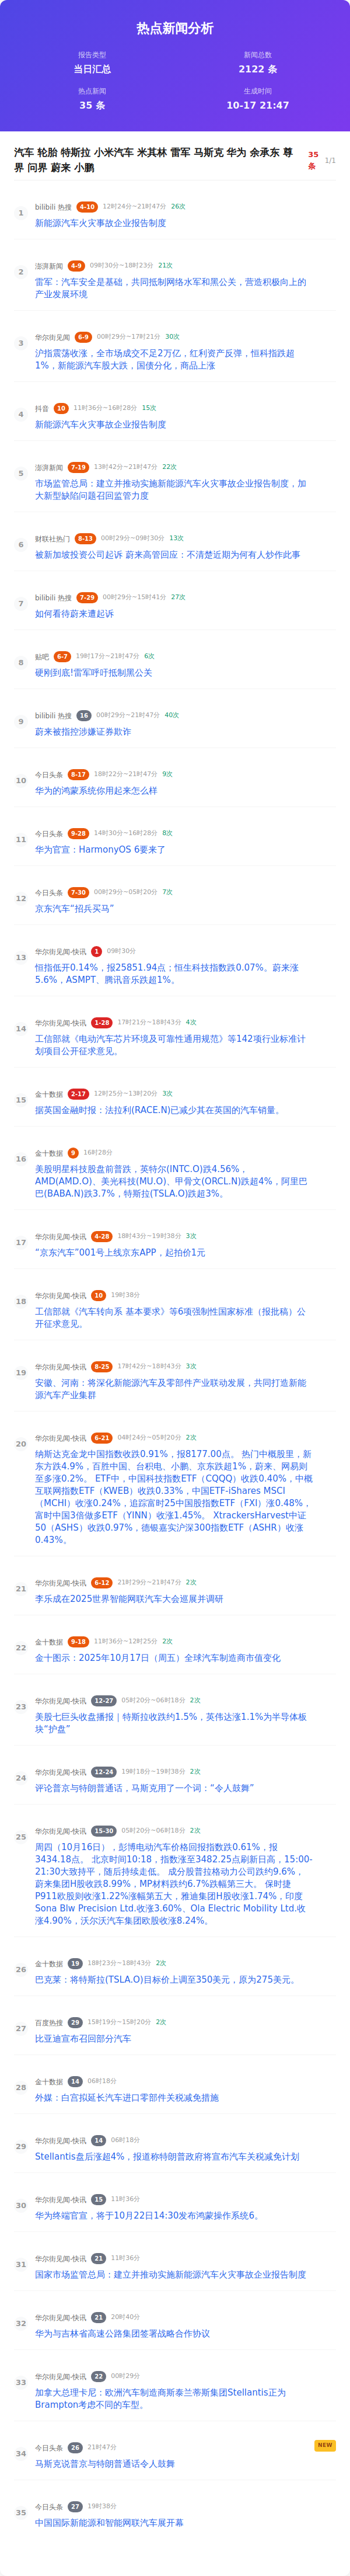 热点新闻分析
报告类型
新闻总数
当日汇总
2122 条
热点新闻
生成时间
35 条
10-17 21:47
汽车 轮胎 特斯拉 小米汽车 米其林 雷军 马斯克 华为 余承东 尊
界 问界 蔚来 小鹏
35
条
1/1
1
bilibili 热搜 4-10 12时24分~21时47分 26次
新能源汽车火灾事故企业报告制度
2
澎湃新闻 4-9 09时30分~18时23分 21次
雷军：汽车安全是基础，共同抵制网络水军和黑公关，营造积极向上的
产业发展环境
3
华尔街见闻 6-9 00时29分~17时21分 30次
沪指震荡收涨，全市场成交不足2万亿，红利资产反弹，恒科指跌超
1%，新能源汽车股大跌，国债分化，商品上涨
4
抖音 10 11时36分~16时28分 15次
新能源汽车火灾事故企业报告制度
5
澎湃新闻 7-19 13时42分~21时47分 22次
市场监管总局：建立并推动实施新能源汽车火灾事故企业报告制度，加
大新型缺陷问题召回监管力度
6
财联社热门 8-13 00时29分~09时30分 13次
被新加坡投资公司起诉 蔚来高管回应：不清楚近期为何有人炒作此事
7
bilibili 热搜 7-29 00时29分~15时41分 27次
如何看待蔚来遭起诉
8
贴吧 6-7 19时17分~21时47分 6次
硬刚到底!雷军呼吁抵制黑公关
9
bilibili 热搜 16 00时29分~21时47分 40次
蔚来被指控涉嫌证券欺诈
10
今日头条 8-17 18时22分~21时47分 9次
华为的鸿蒙系统你用起来怎么样
11
今日头条 9-28 14时30分~16时28分 8次
华为官宣：HarmonyOS 6要来了
12
今日头条 7-30 00时29分~05时20分 7次
京东汽车“招兵买马”
13
华尔街见闻-快讯 1 09时30分
恒指低开0.14%，报25851.94点；恒生科技指数跌0.07%。蔚来涨
5.6%，ASMPT、腾讯音乐跌超1%。
14
华尔街见闻-快讯 1-28 17时21分~18时43分 4次
工信部就《电动汽车芯片环境及可靠性通用规范》等142项行业标准计
划项目公开征求意见。
15
金十数据 2-17 12时25分~13时20分 3次
据英国金融时报：法拉利(RACE.N)已减少其在英国的汽车销量。
16
金十数据 9 16时28分
美股明星科技股盘前普跌，英特尔(INTC.O)跌4.56%，
AMD(AMD.O)、美光科技(MU.O)、甲骨文(ORCL.N)跌超4%，阿里巴
巴(BABA.N)跌3.7%，特斯拉(TSLA.O)跌超3%。
17
华尔街见闻-快讯 4-28 18时43分~19时38分 3次
“京东汽车”001号上线京东APP，起拍价1元
18
华尔街见闻-快讯 10 19时38分
工信部就《汽车转向系 基本要求》等6项强制性国家标准（报批稿）公
开征求意见。
19
华尔街见闻-快讯 8-25 17时42分~18时43分 3次
安徽、河南：将深化新能源汽车及零部件产业联动发展，共同打造新能
源汽车产业集群
20
华尔街见闻-快讯 6-21 04时24分~05时20分 2次
纳斯达克金龙中国指数收跌0.91%，报8177.00点。 热门中概股里，新
东方跌4.9%，百胜中国、台积电、小鹏、京东跌超1%，蔚来、网易则
至多涨0.2%。 ETF中，中国科技指数ETF（CQQQ）收跌0.40%，中概
互联网指数ETF（KWEB）收跌0.33%，中国ETF-iShares MSCI
（MCHI）收涨0.24%，追踪富时25中国股指数ETF（FXI）涨0.48%，
富时中国3倍做多ETF（YINN）收涨1.45%。 XtrackersHarvest中证
50（ASHS）收跌0.97%，德银嘉实沪深300指数ETF（ASHR）收涨
0.43%。
21
华尔街见闻-快讯 6-12 21时29分~21时47分 2次
李乐成在2025世界智能网联汽车大会巡展并调研
22
金十数据 9-18 11时36分~12时25分 2次
金十图示：2025年10月17日（周五）全球汽车制造商市值变化
23
华尔街见闻-快讯 12-27 05时20分~06时18分 2次
美股七巨头收盘播报｜特斯拉收跌约1.5%，英伟达涨1.1%为半导体板
块“护盘”
24
华尔街见闻-快讯 12-24 19时18分~19时38分 2次
评论普京与特朗普通话，马斯克用了一个词：“令人鼓舞”
25
华尔街见闻-快讯 15-30 05时20分~06时18分 2次
周四（10月16日），彭博电动汽车价格回报指数跌0.61%，报
3434.18点。 北京时间10:18，指数涨至3482.25点刷新日高，15:00-
21:30大致持平，随后持续走低。 成分股普拉格动力公司跌约9.6%，
蔚来集团H股收跌8.99%，MP材料跌约6.7%跌幅第三大。 保时捷
P911欧股则收涨1.22%涨幅第五大，雅迪集团H股收涨1.74%，印度
Sona Blw Precision Ltd.收涨3.60%、Ola Electric Mobility Ltd.收
涨4.90%，沃尔沃汽车集团欧股收涨8.24%。
26
金十数据 19 18时23分~18时43分 2次
巴克莱：将特斯拉(TSLA.O)目标价上调至350美元，原为275美元。
27
百度热搜 29 15时19分~15时20分 2次
比亚迪宣布召回部分汽车
28
金十数据 14 06时18分
外媒：白宫拟延长汽车进口零部件关税减免措施
29
华尔街见闻-快讯 14 06时18分
Stellantis盘后涨超4%，报道称特朗普政府将宣布汽车关税减免计划
30
华尔街见闻-快讯 15 11时36分
华为终端官宣，将于10月22日14:30发布鸿蒙操作系统6。
31
华尔街见闻-快讯 21 11时36分
国家市场监管总局：建立并推动实施新能源汽车火灾事故企业报告制度
32
华尔街见闻-快讯 21 20时40分
华为与吉林省高速公路集团签署战略合作协议
33
华尔街见闻-快讯 22 00时29分
加拿大总理卡尼：欧洲汽车制造商斯泰兰蒂斯集团Stellantis正为
Brampton考虑不同的车型。
34
今日头条 26 21时47分
NEW
马斯克说普京与特朗普通话令人鼓舞
35
今日头条 27 19时38分
中国国际新能源和智能网联汽车展开幕